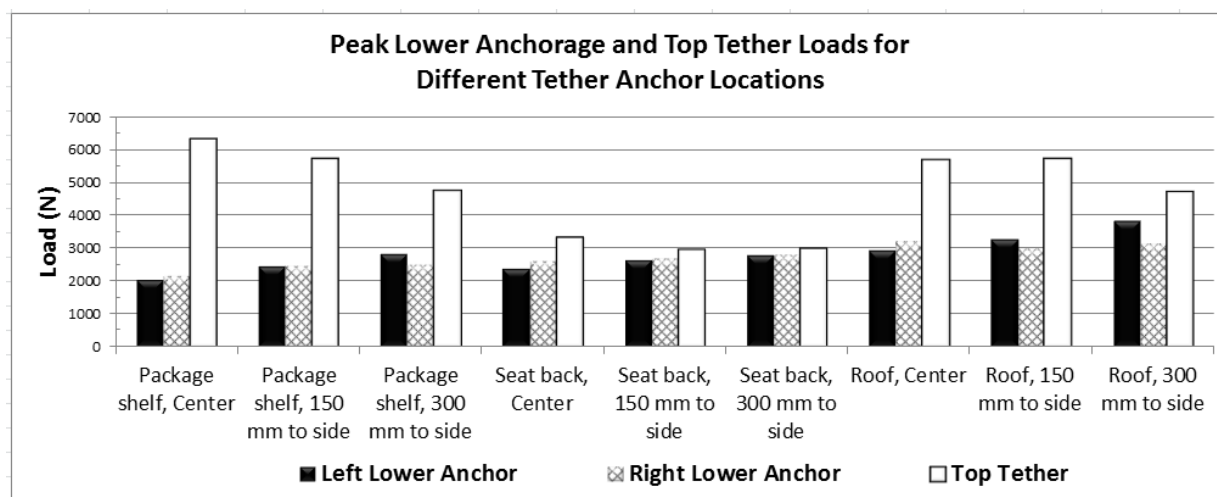 Peak Lower Anchorage and Top Tether Loads for
Different Tether Anchor Locations
Load (N)
7000
6000
5000
4000
3000
2000
1000
0
Package shelf, Center
Package shelf, 150 mm to side
Package shelf, 300 mm to side
Seat back, Center
Seat back, 150 mm to side
Seat back, 300 mm to side
Roof, Center
Roof, 150 mm to side
Roof, 300 mm to side
Left Lower Anchor
Right Lower Anchor
Top Tether